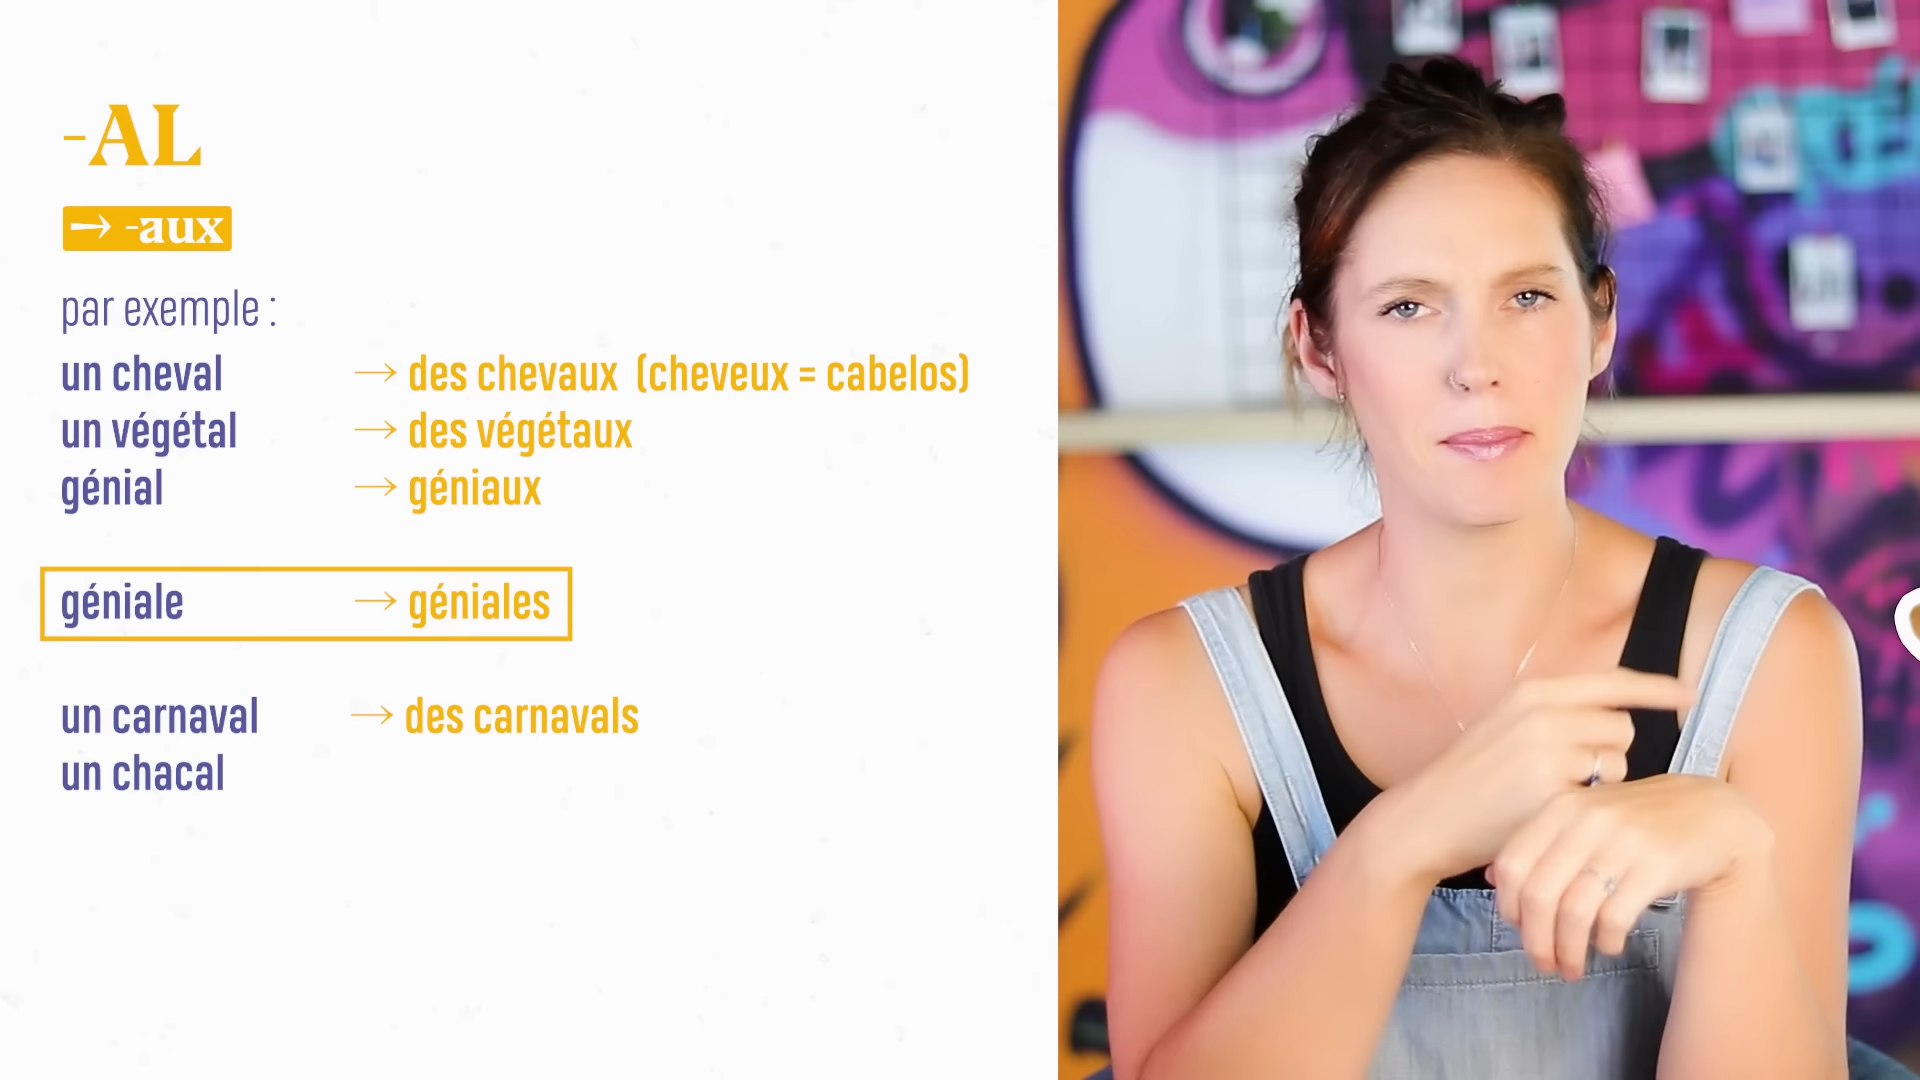 -AL
→ -aux
par exemple :
un cheval → des chevaux (cheveux = cabelos)
un végétal → des végétaux
génial → géniaux
géniale → géniales
un carnaval → des carnavals
un chacal